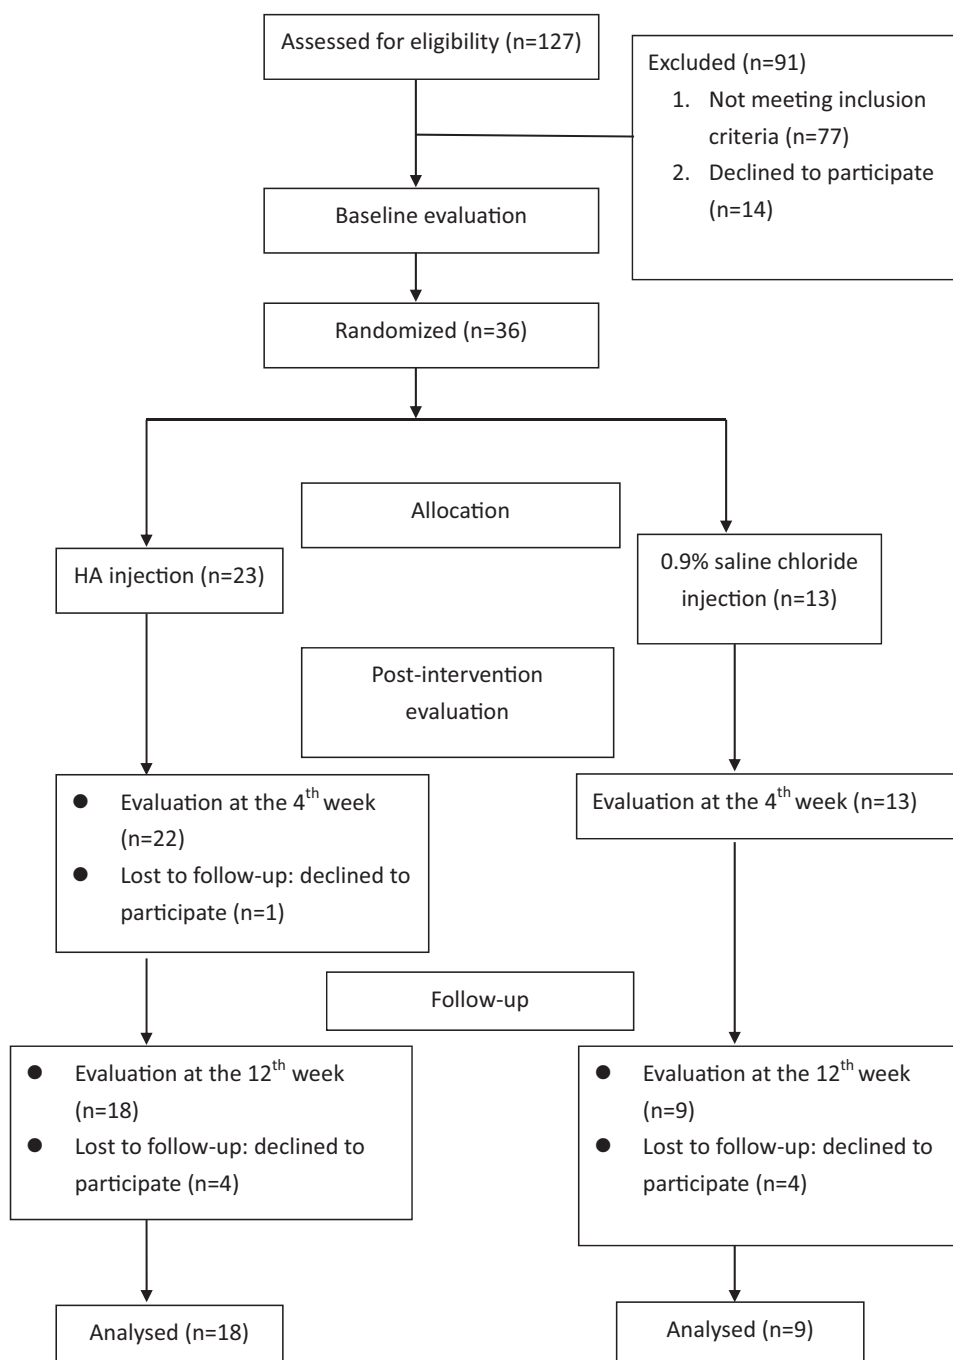 Assessed for eligibility (n=127)
Excluded (n=91)
1. Not meeting inclusion
criteria (n=77)
2. Declined to participate
(n=14)
Baseline evaluation
Randomized (n=36)
Allocation
HA injection (n=23)
0.9% saline chloride
injection (n=13)
Post-intervention
evaluation
● Evaluation at the 4th week
(n=22)
● Lost to follow-up: declined to
participate (n=1)
Evaluation at the 4th week (n=13)
Follow-up
● Evaluation at the 12th week
(n=18)
● Lost to follow-up: declined to
participate (n=4)
● Evaluation at the 12th week
(n=9)
● Lost to follow-up: declined to
participate (n=4)
Analysed (n=18)
Analysed (n=9)